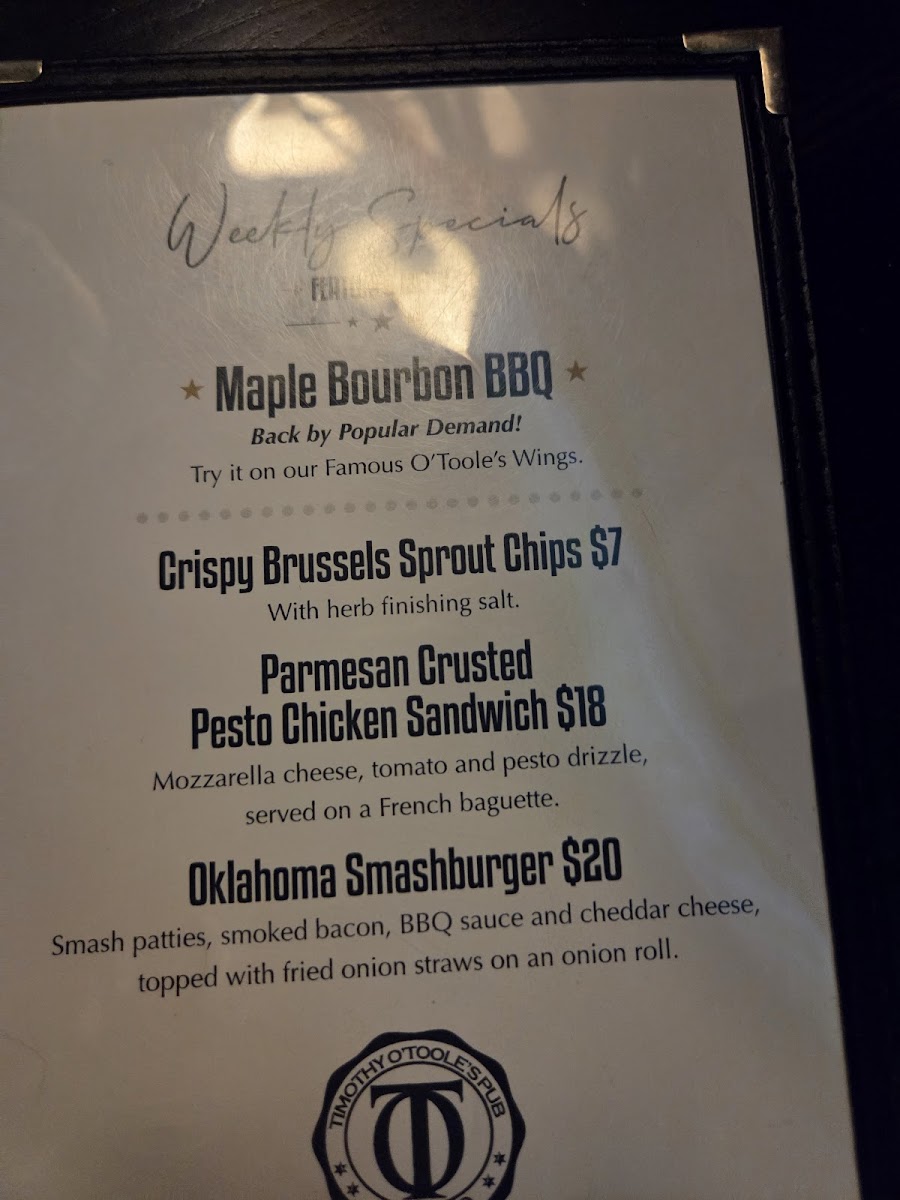 Weekly Specials
Maple Bourbon BBQ
Back by Popular Demand!
Try it on our Famous O'Toole's Wings.
Crispy Brussels Sprout Chips $7
With herb finishing salt.
Parmesan Crusted
Pesto Chicken Sandwich $18
Mozzarella cheese, tomato and pesto drizzle,
served on a French baguette.
Oklahoma Smashburger $20
Smash patties, smoked bacon, BBQ sauce and cheddar cheese,
topped with fried onion straws on an onion roll.
TIMOTHY O'TOOLE'S PUB
TO